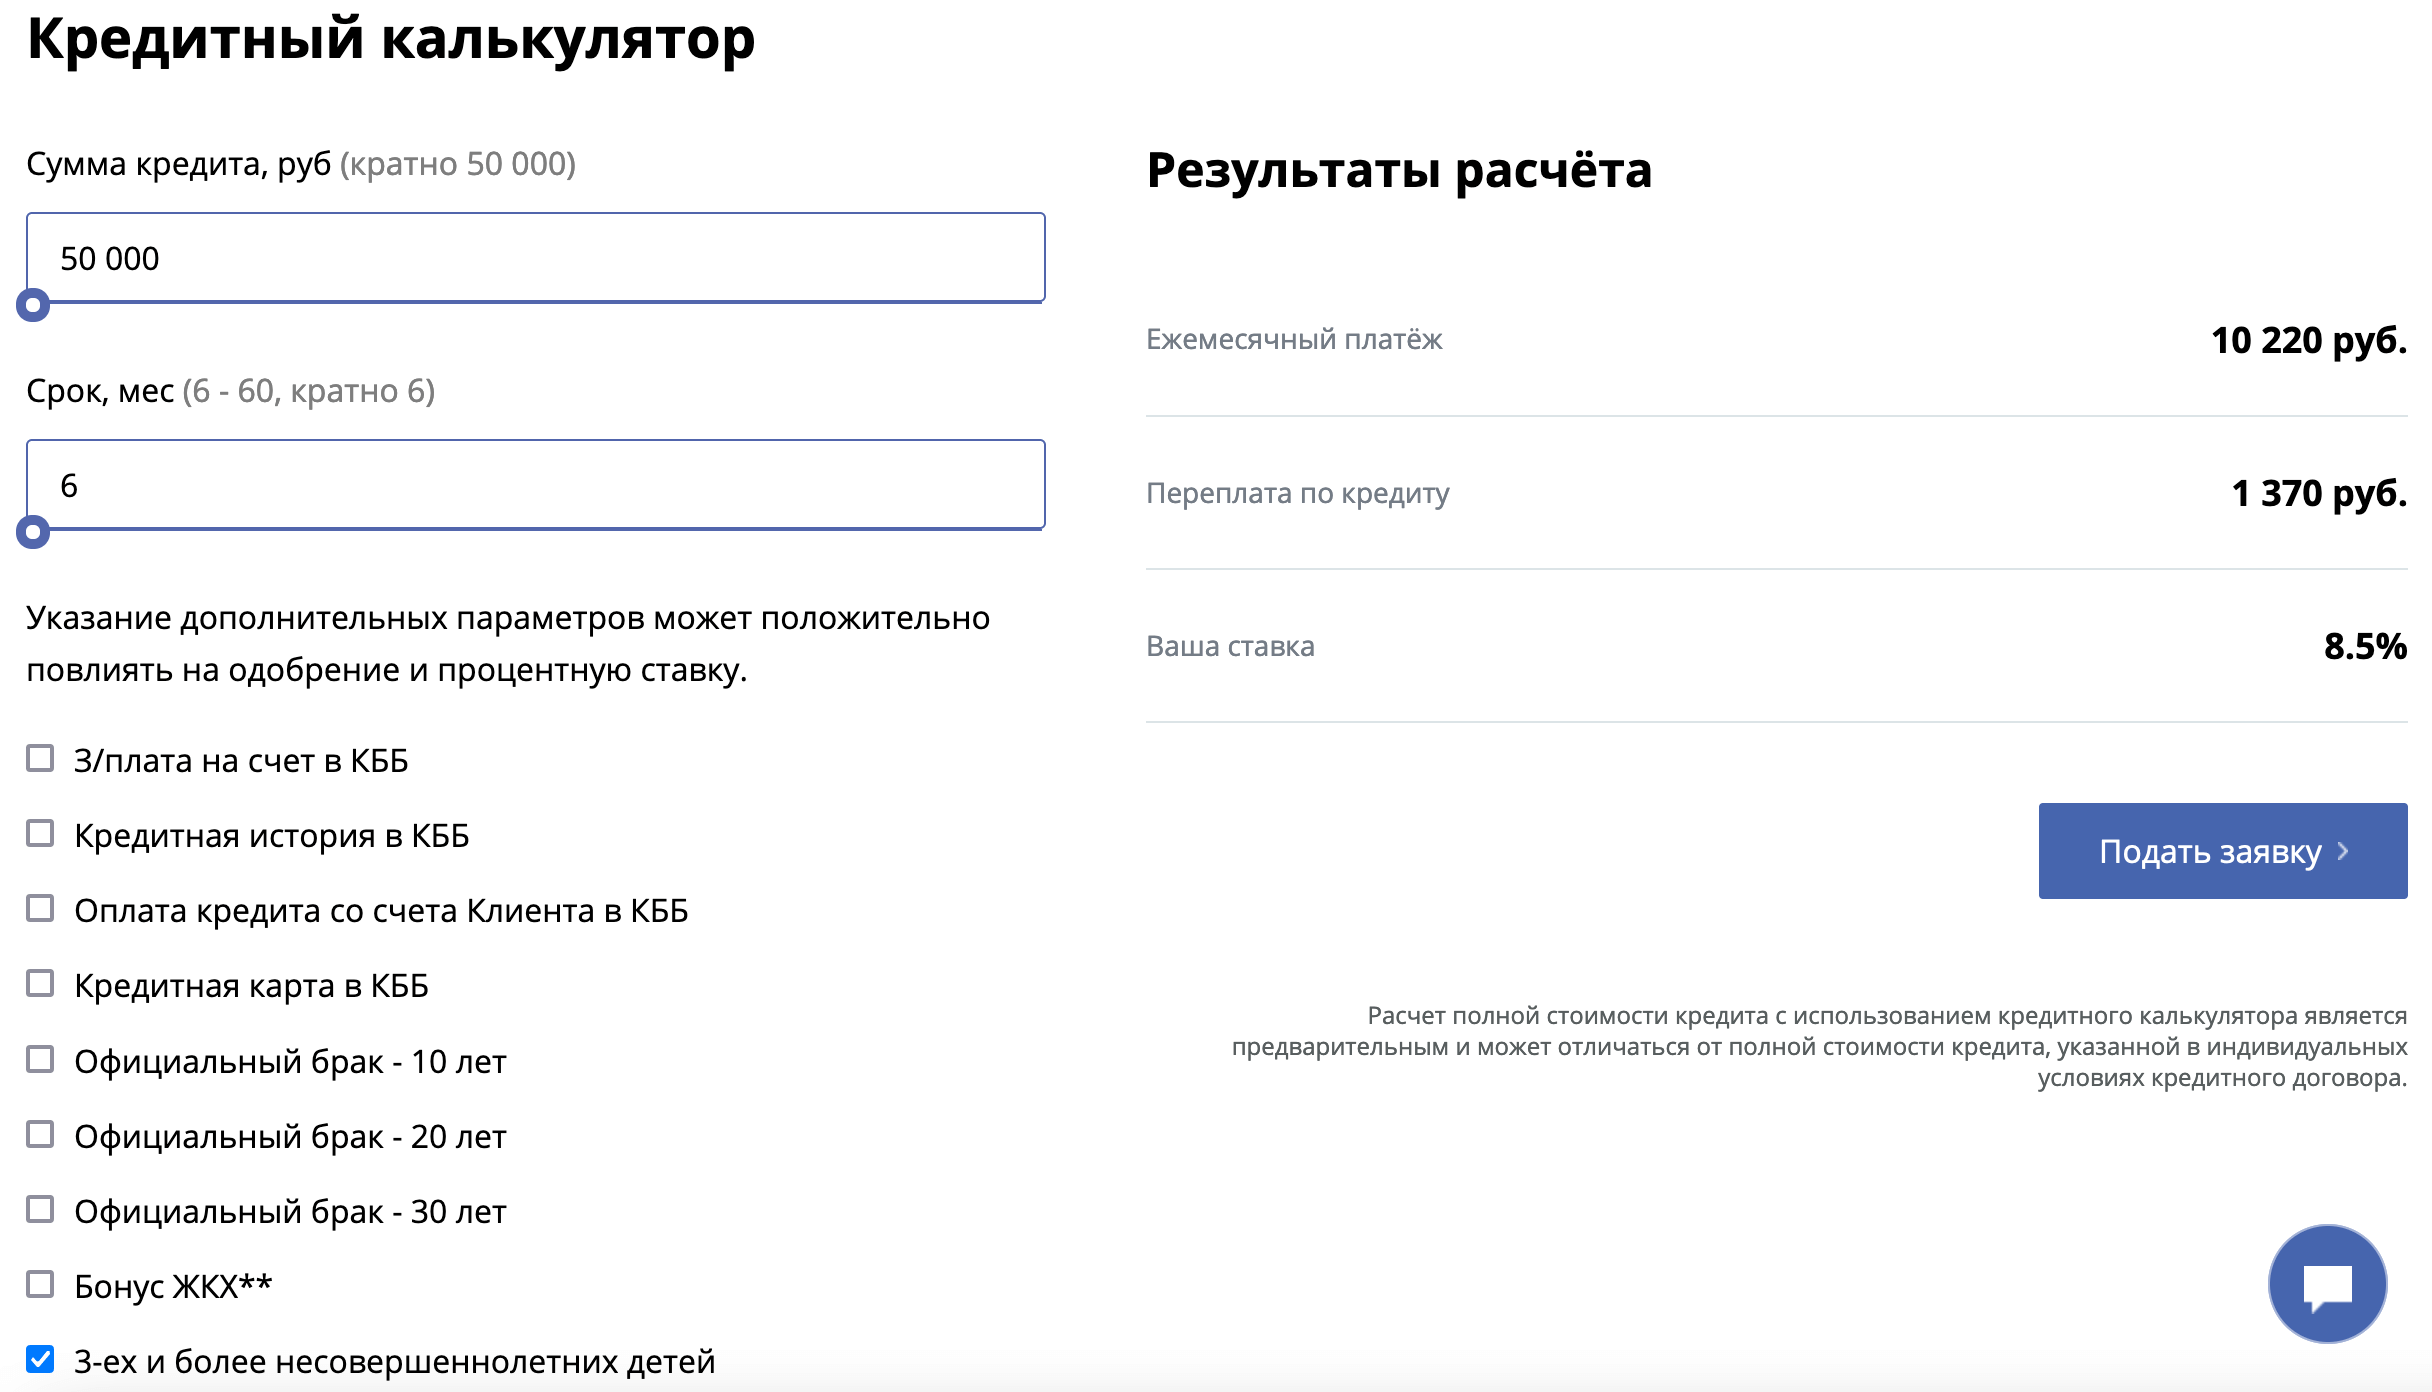 Кредитный калькулятор
Сумма кредита, руб (кратно 50 000)
50 000
Срок, мес (6 - 60, кратно 6)
6
Указание дополнительных параметров может положительно
повлиять на одобрение и процентную ставку.
З/плата на счет в КББ
Кредитная история в КББ
Оплата кредита со счета Клиента в КББ
Кредитная карта в КББ
Официальный брак - 10 лет
Официальный брак - 20 лет
Официальный брак - 30 лет
Бонус ЖКХ**
3-ех и более несовершеннолетних детей
Результаты расчёта
Ежемесячный платёж 10 220 руб.
Переплата по кредиту 1 370 руб.
Ваша ставка 8.5%
Подать заявку
Расчет полной стоимости кредита с использованием кредитного калькулятора является
предварительным и может отличаться от полной стоимости кредита, указанной в индивидуальных
условиях кредитного договора.